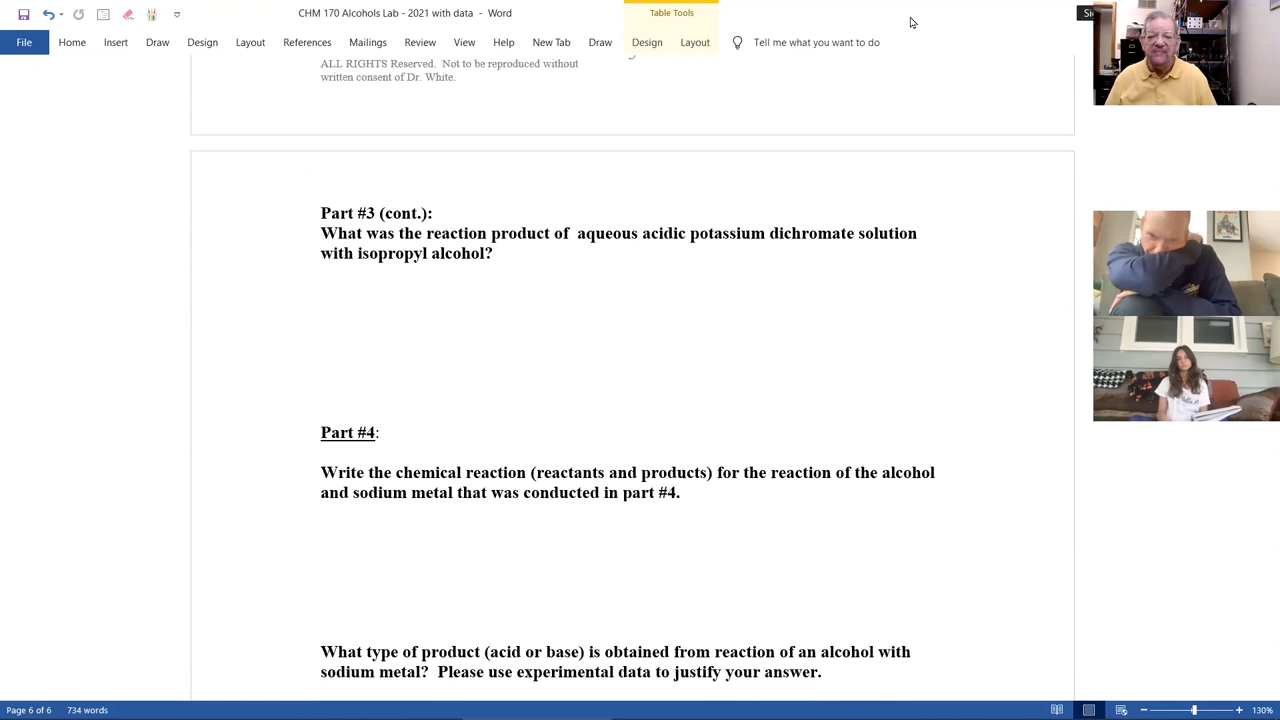 CHM 170 Alcohols Lab - 2021 with data - Word
Table Tools
File Home Insert Draw Design Layout References Mailings Review View Help New Tab Draw Design Layout Tell me what you want to do
ALL RIGHTS Reserved. Not to be reproduced without
written consent of Dr. White.
Part #3 (cont.):
What was the reaction product of aqueous acidic potassium dichromate solution
with isopropyl alcohol?
Part #4:
Write the chemical reaction (reactants and products) for the reaction of the alcohol
and sodium metal that was conducted in part #4.
What type of product (acid or base) is obtained from reaction of an alcohol with
sodium metal? Please use experimental data to justify your answer.
Page 6 of 6 734 words 130%